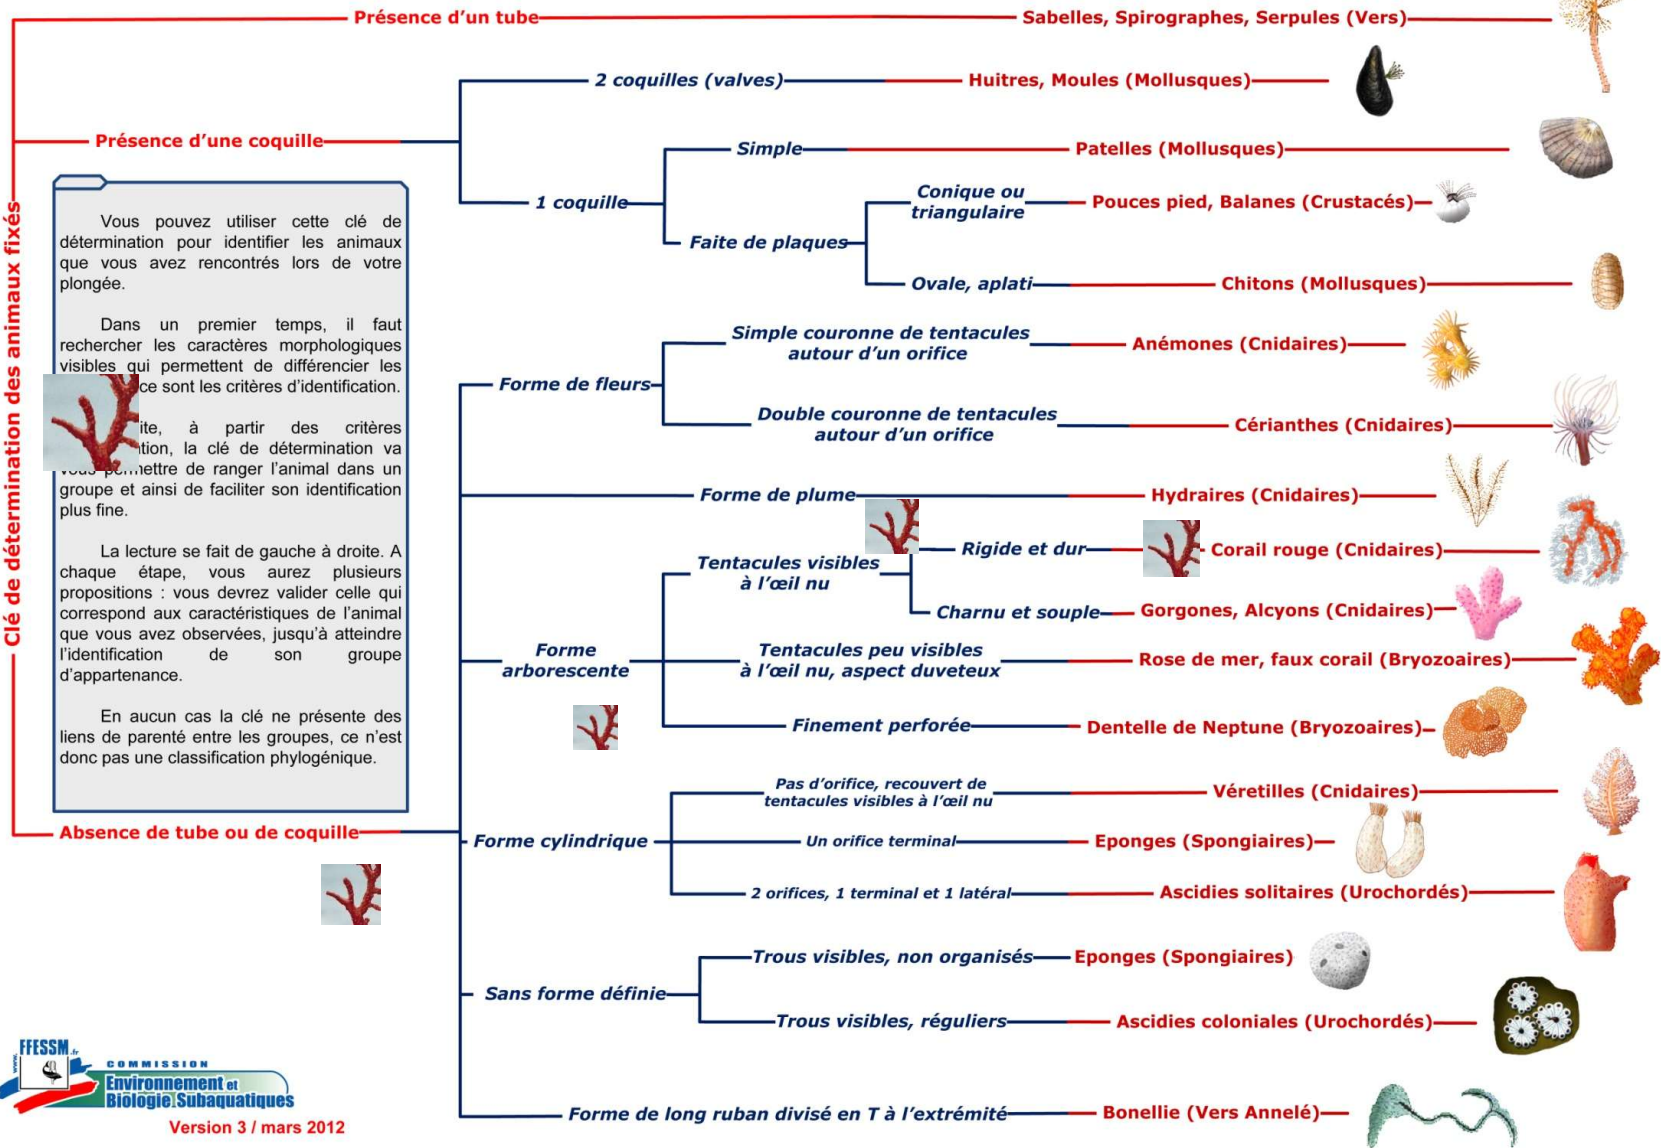 Clé de détermination des animaux fixés
Présence d'un tube
Sabelles, Spirographes, Serpules (Vers)
Présence d'une coquille
2 coquilles (valves)
Huitres, Moules (Mollusques)
1 coquille
Simple
Patelles (Mollusques)
Faite de plaques
Conique ou
triangulaire
Pouces pied, Balanes (Crustacés)
Ovale, aplati
Chitons (Mollusques)
Vous pouvez utiliser cette clé de
détermination pour identifier les animaux
que vous avez rencontrés lors de votre
plongée.
Dans un premier temps, il faut
rechercher les caractères morphologiques
visibles qui permettent de différencier les
ce sont les critères d'identification.
à partir des critères
la clé de détermination va
vous permettre de ranger l'animal dans un
groupe et ainsi de faciliter son identification
plus fine.
La lecture se fait de gauche à droite. A
chaque étape, vous aurez plusieurs
propositions : vous devrez valider celle qui
correspond aux caractéristiques de l'animal
que vous avez observées, jusqu'à atteindre
l'identification de son groupe
d'appartenance.
En aucun cas la clé ne présente des
liens de parenté entre les groupes, ce n'est
donc pas une classification phylogénique.
Absence de tube ou de coquille
Forme de fleurs
Simple couronne de tentacules
autour d'un orifice
Anémones (Cnidaires)
Double couronne de tentacules
autour d'un orifice
Cérianthes (Cnidaires)
Forme de plume
Hydraires (Cnidaires)
Forme
arborescente
Tentacules visibles
à l'œil nu
Rigide et dur
Corail rouge (Cnidaires)
Charnu et souple
Gorgones, Alcyons (Cnidaires)
Tentacules peu visibles
à l'œil nu, aspect duveteux
Rose de mer, faux corail (Bryozoaires)
Finement perforée
Dentelle de Neptune (Bryozoaires)
Forme cylindrique
Pas d'orifice, recouvert de
tentacules visibles à l'œil nu
Véretilles (Cnidaires)
Un orifice terminal
Eponges (Spongiaires)
2 orifices, 1 terminal et 1 latéral
Ascidies solitaires (Urochordés)
Sans forme définie
Trous visibles, non organisés
Eponges (Spongiaires)
Trous visibles, réguliers
Ascidies coloniales (Urochordés)
Forme de long ruban divisé en T à l'extrémité
Bonellie (Vers Annelé)
www.FFESSM.fr
COMMISSION
Environnement et
Biologie Subaquatiques
Version 3 / mars 2012